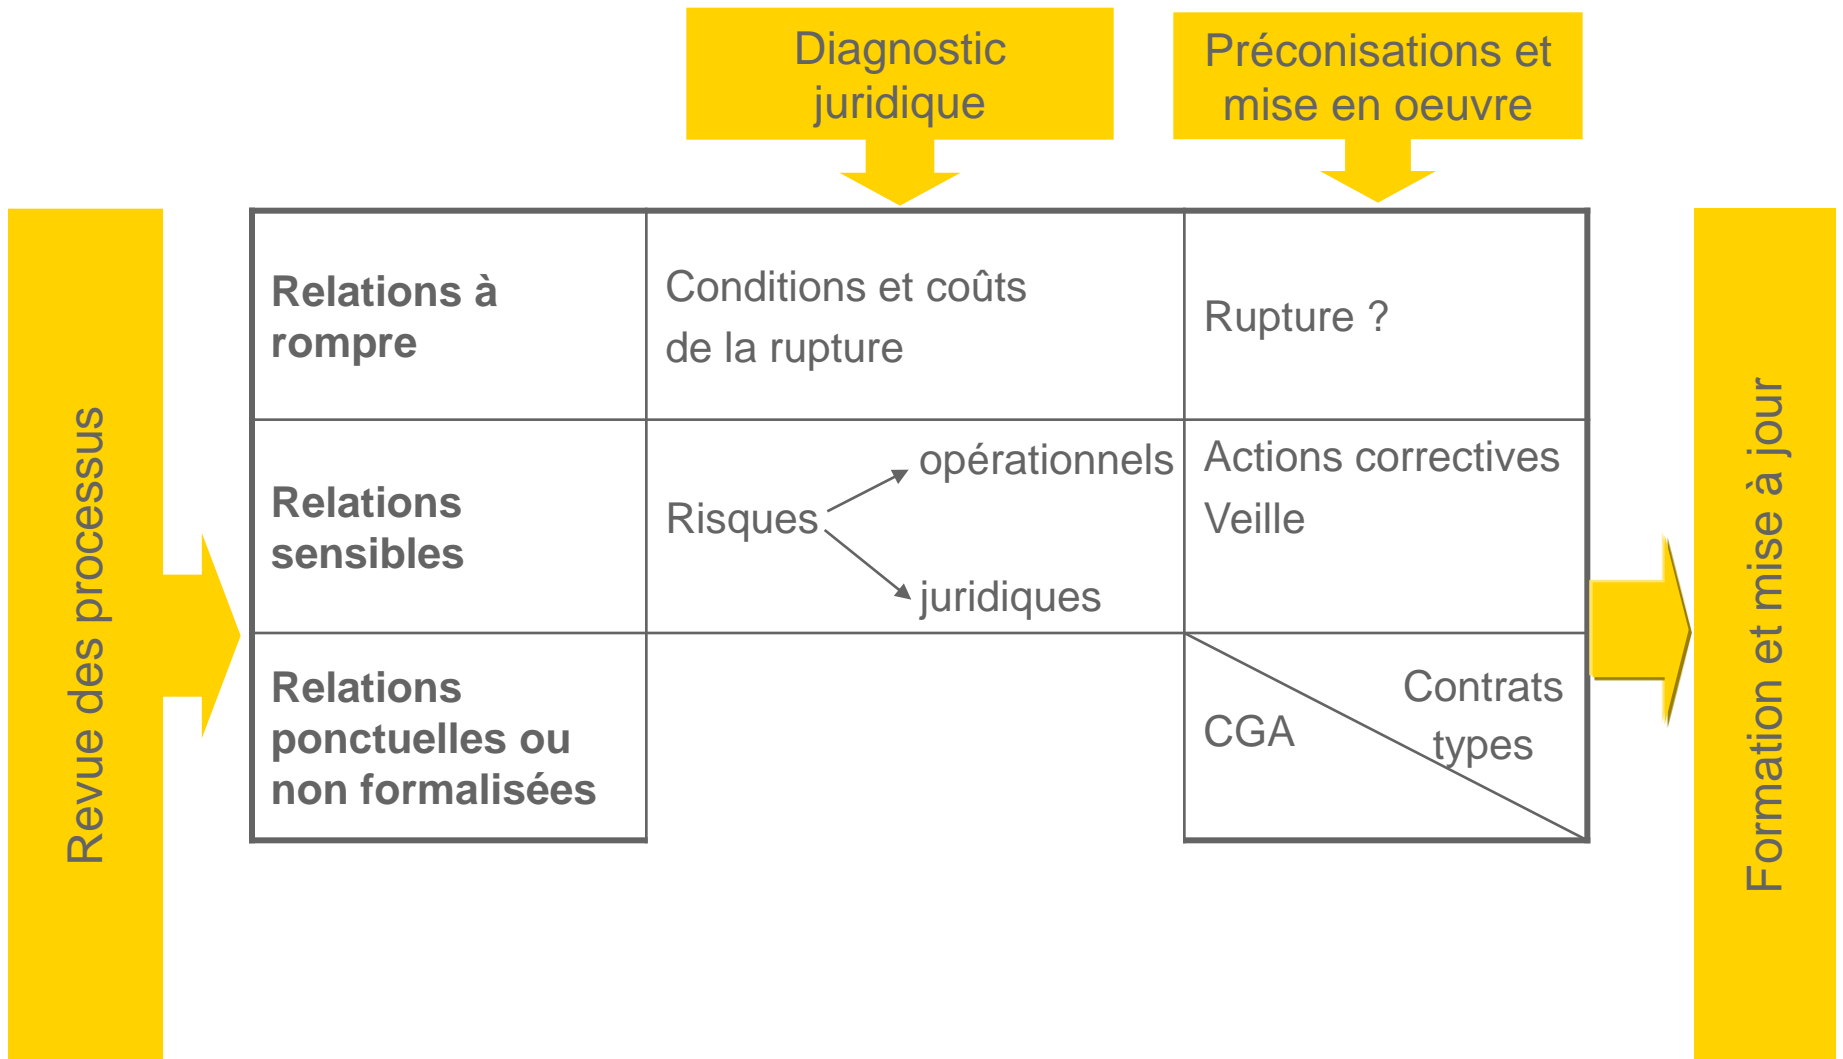 Diagnostic
juridique
Préconisations et
mise en oeuvre
Revue des processus
Relations à
rompre
Conditions et coûts
de la rupture
Rupture ?
Relations
sensibles
Risques
opérationnels
juridiques
Actions correctives
Veille
Relations
ponctuelles ou
non formalisées
CGA
Contrats
types
Formation et mise à jour